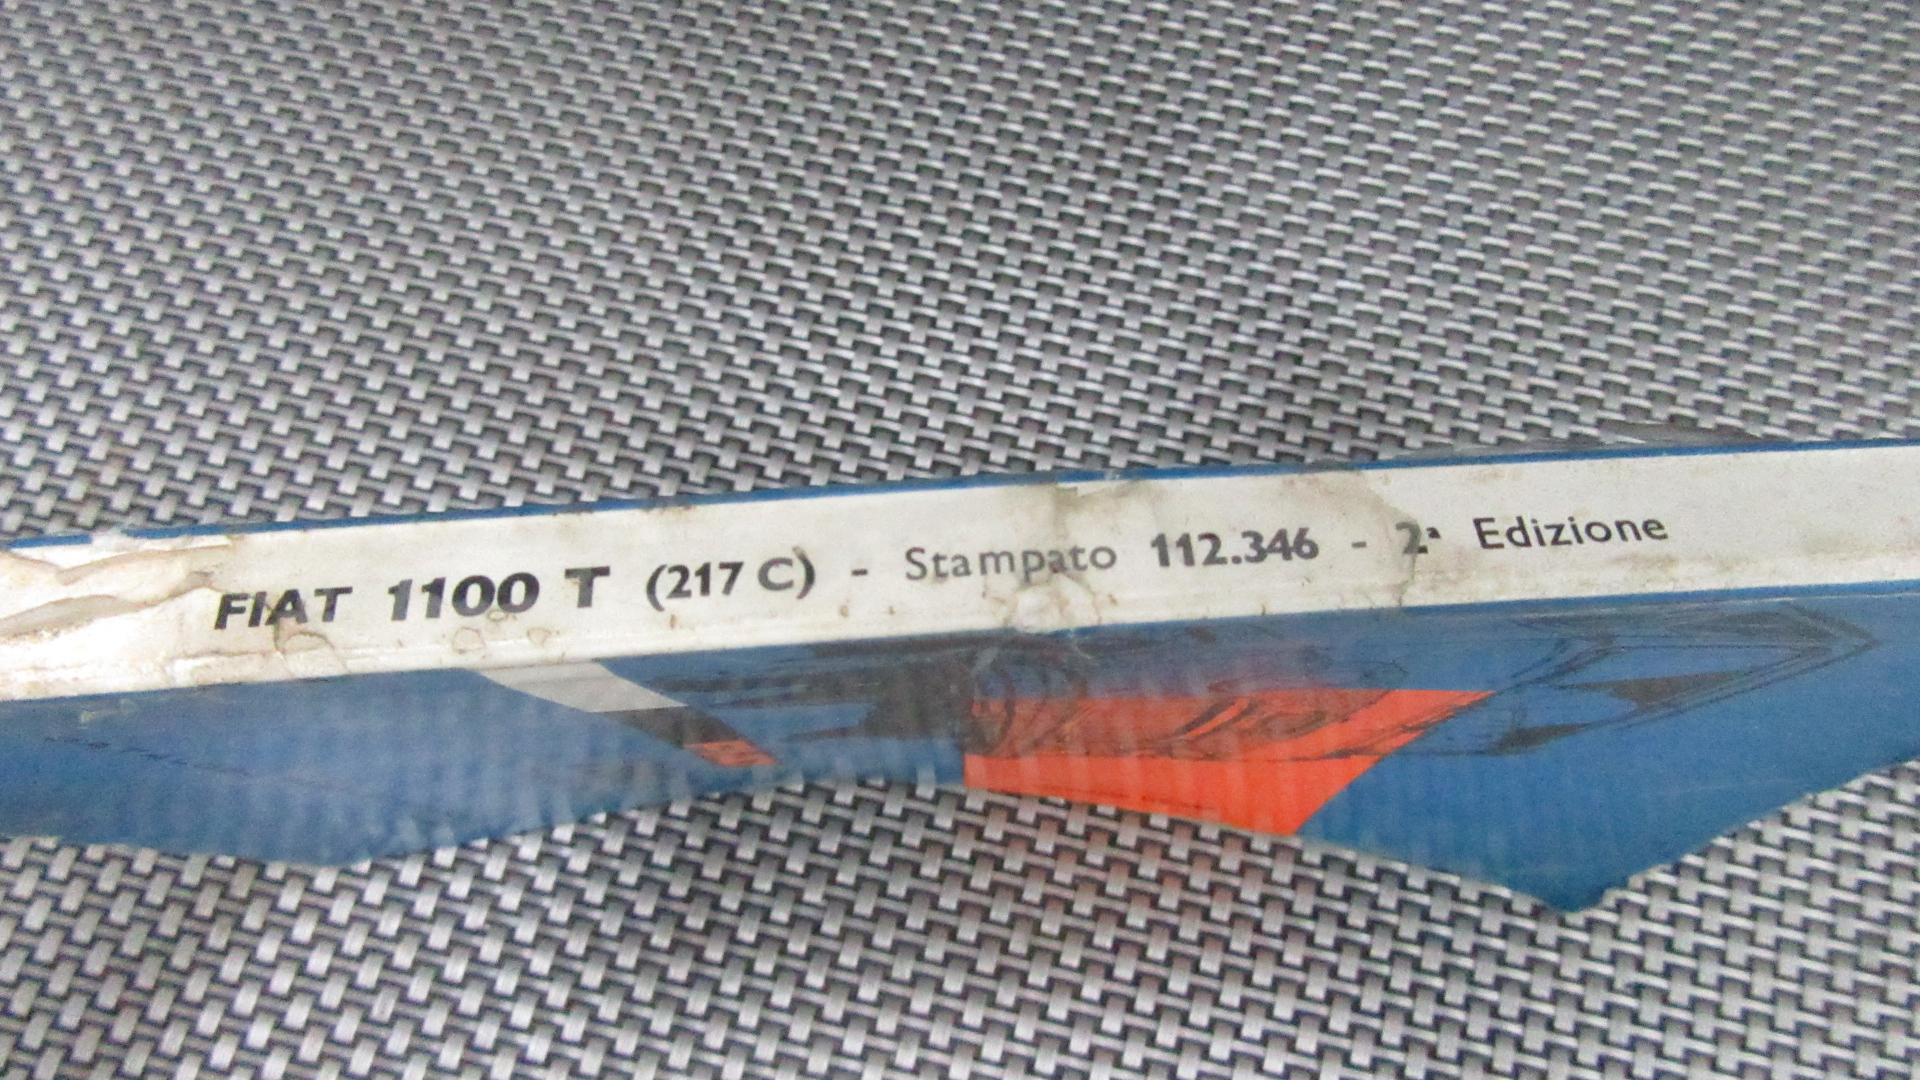 FIAT 1100 T (217 C) - Stampato 112.346 - 2ª Edizione